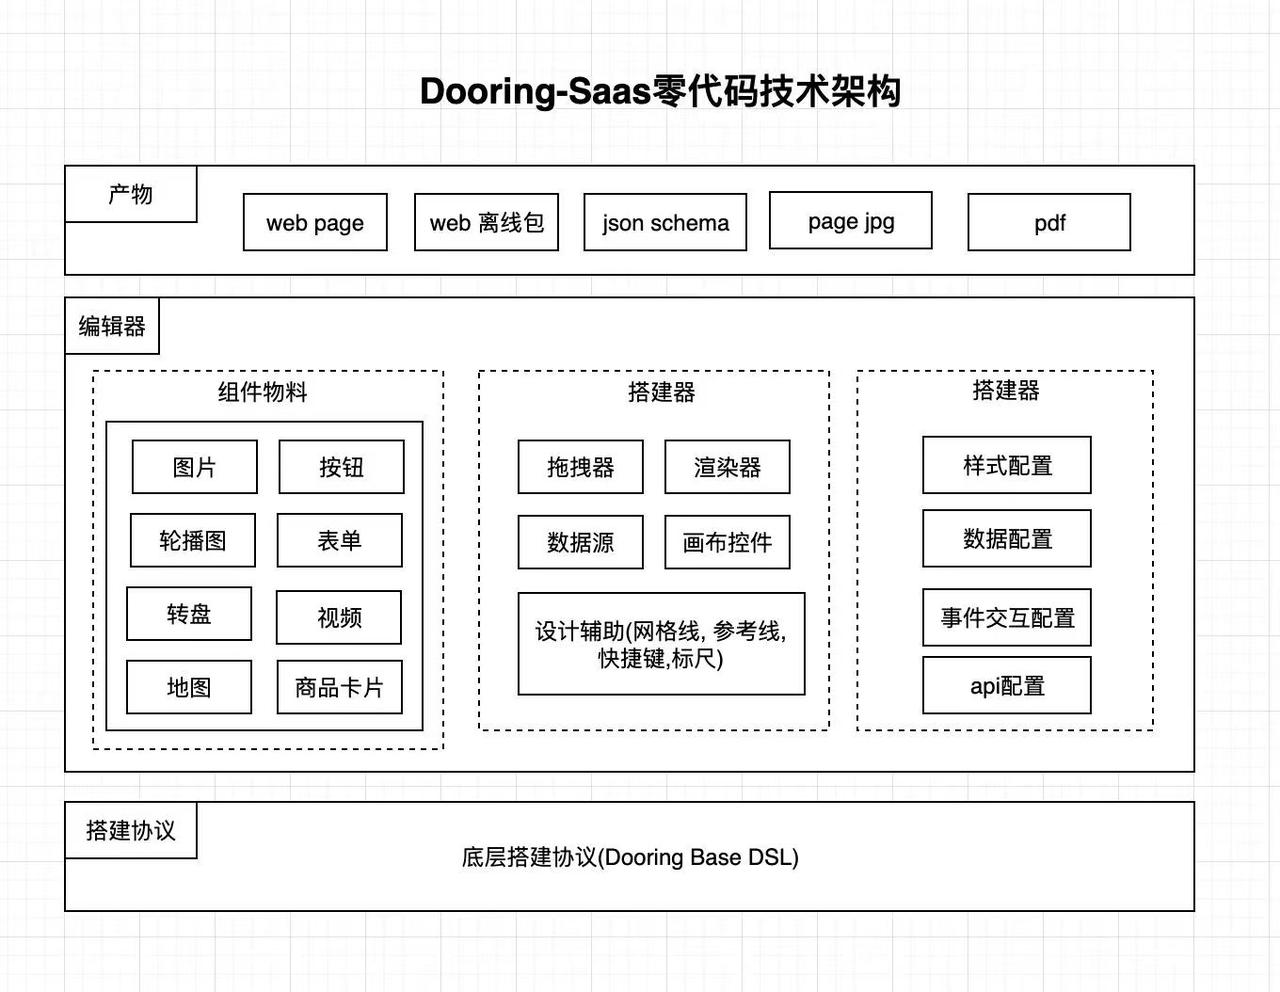 Dooring-Saas零代码技术架构
产物
web page
web 离线包
json schema
page jpg
pdf
编辑器
组件物料
图片
按钮
轮播图
表单
转盘
视频
地图
商品卡片
搭建器
拖拽器
渲染器
数据源
画布控件
设计辅助(网格线, 参考线,
快捷键,标尺)
搭建器
样式配置
数据配置
事件交互配置
api配置
搭建协议
底层搭建协议(Dooring Base DSL)